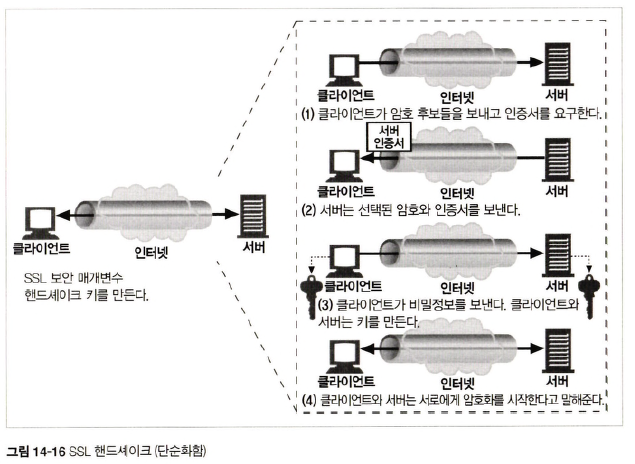 클라이언트
인터넷
서버
SSL 보안 매개변수
핸드셰이크 키를 만든다.
클라이언트
인터넷
서버
(1) 클라이언트가 암호 후보들을 보내고 인증서를 요구한다.
서버
인증서
클라이언트
인터넷
서버
(2) 서버는 선택된 암호와 인증서를 보낸다.
클라이언트
인터넷
서버
(3) 클라이언트가 비밀정보를 보낸다. 클라이언트와
서버는 키를 만든다.
클라이언트
인터넷
서버
(4) 클라이언트와 서버는 서로에게 암호화를 시작한다고 말해준다.
그림 14-16 SSL 핸드셰이크 (단순화함)